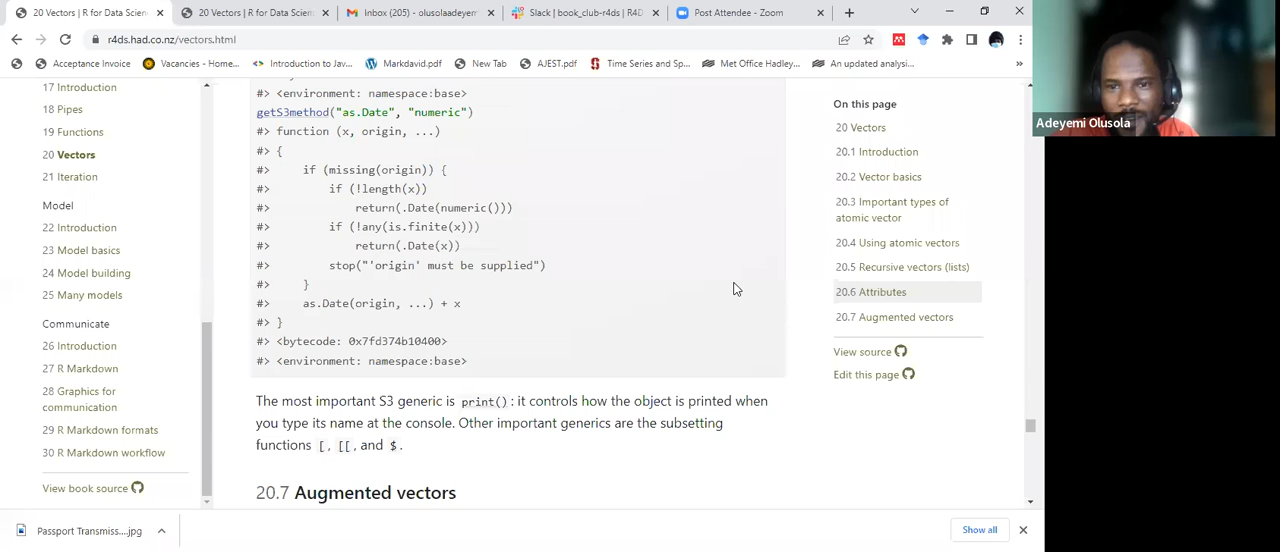 20 Vectors | R for Data Scien
20 Vectors | R for Data Scien
Inbox (205) - olusolaadeyem
Slack | book_club-r4ds | R4D
Post Attendee - Zoom
r4ds.had.co.nz/vectors.html
Acceptance Invoice
Vacancies - Home...
Introduction to Jav...
Markdavid.pdf
New Tab
AJEST.pdf
Time Series and Sp...
Met Office Hadley...
An updated analysi...
»
17 Introduction
18 Pipes
19 Functions
20 Vectors
21 Iteration
Model
22 Introduction
23 Model basics
24 Model building
25 Many models
Communicate
26 Introduction
27 R Markdown
28 Graphics for
communication
29 R Markdown formats
30 R Markdown workflow
View book source
#> <environment: namespace:base>
getS3method("as.Date", "numeric")
#> function (x, origin, ...)
#> {
#>     if (missing(origin)) {
#>         if (!length(x))
#>             return(.Date(numeric()))
#>         if (!any(is.finite(x)))
#>             return(.Date(x))
#>         stop("'origin' must be supplied")
#>     }
#>     as.Date(origin, ...) + x
#> }
#> <bytecode: 0x7fd374b10400>
#> <environment: namespace:base>
The most important S3 generic is print(): it controls how the object is printed when
you type its name at the console. Other important generics are the subsetting
functions [, [[, and $.
20.7 Augmented vectors
On this page
20 Vectors
20.1 Introduction
20.2 Vector basics
20.3 Important types of
atomic vector
20.4 Using atomic vectors
20.5 Recursive vectors (lists)
20.6 Attributes
20.7 Augmented vectors
View source
Edit this page
Adeyemi Olusola
Passport Transmiss....jpg
Show all